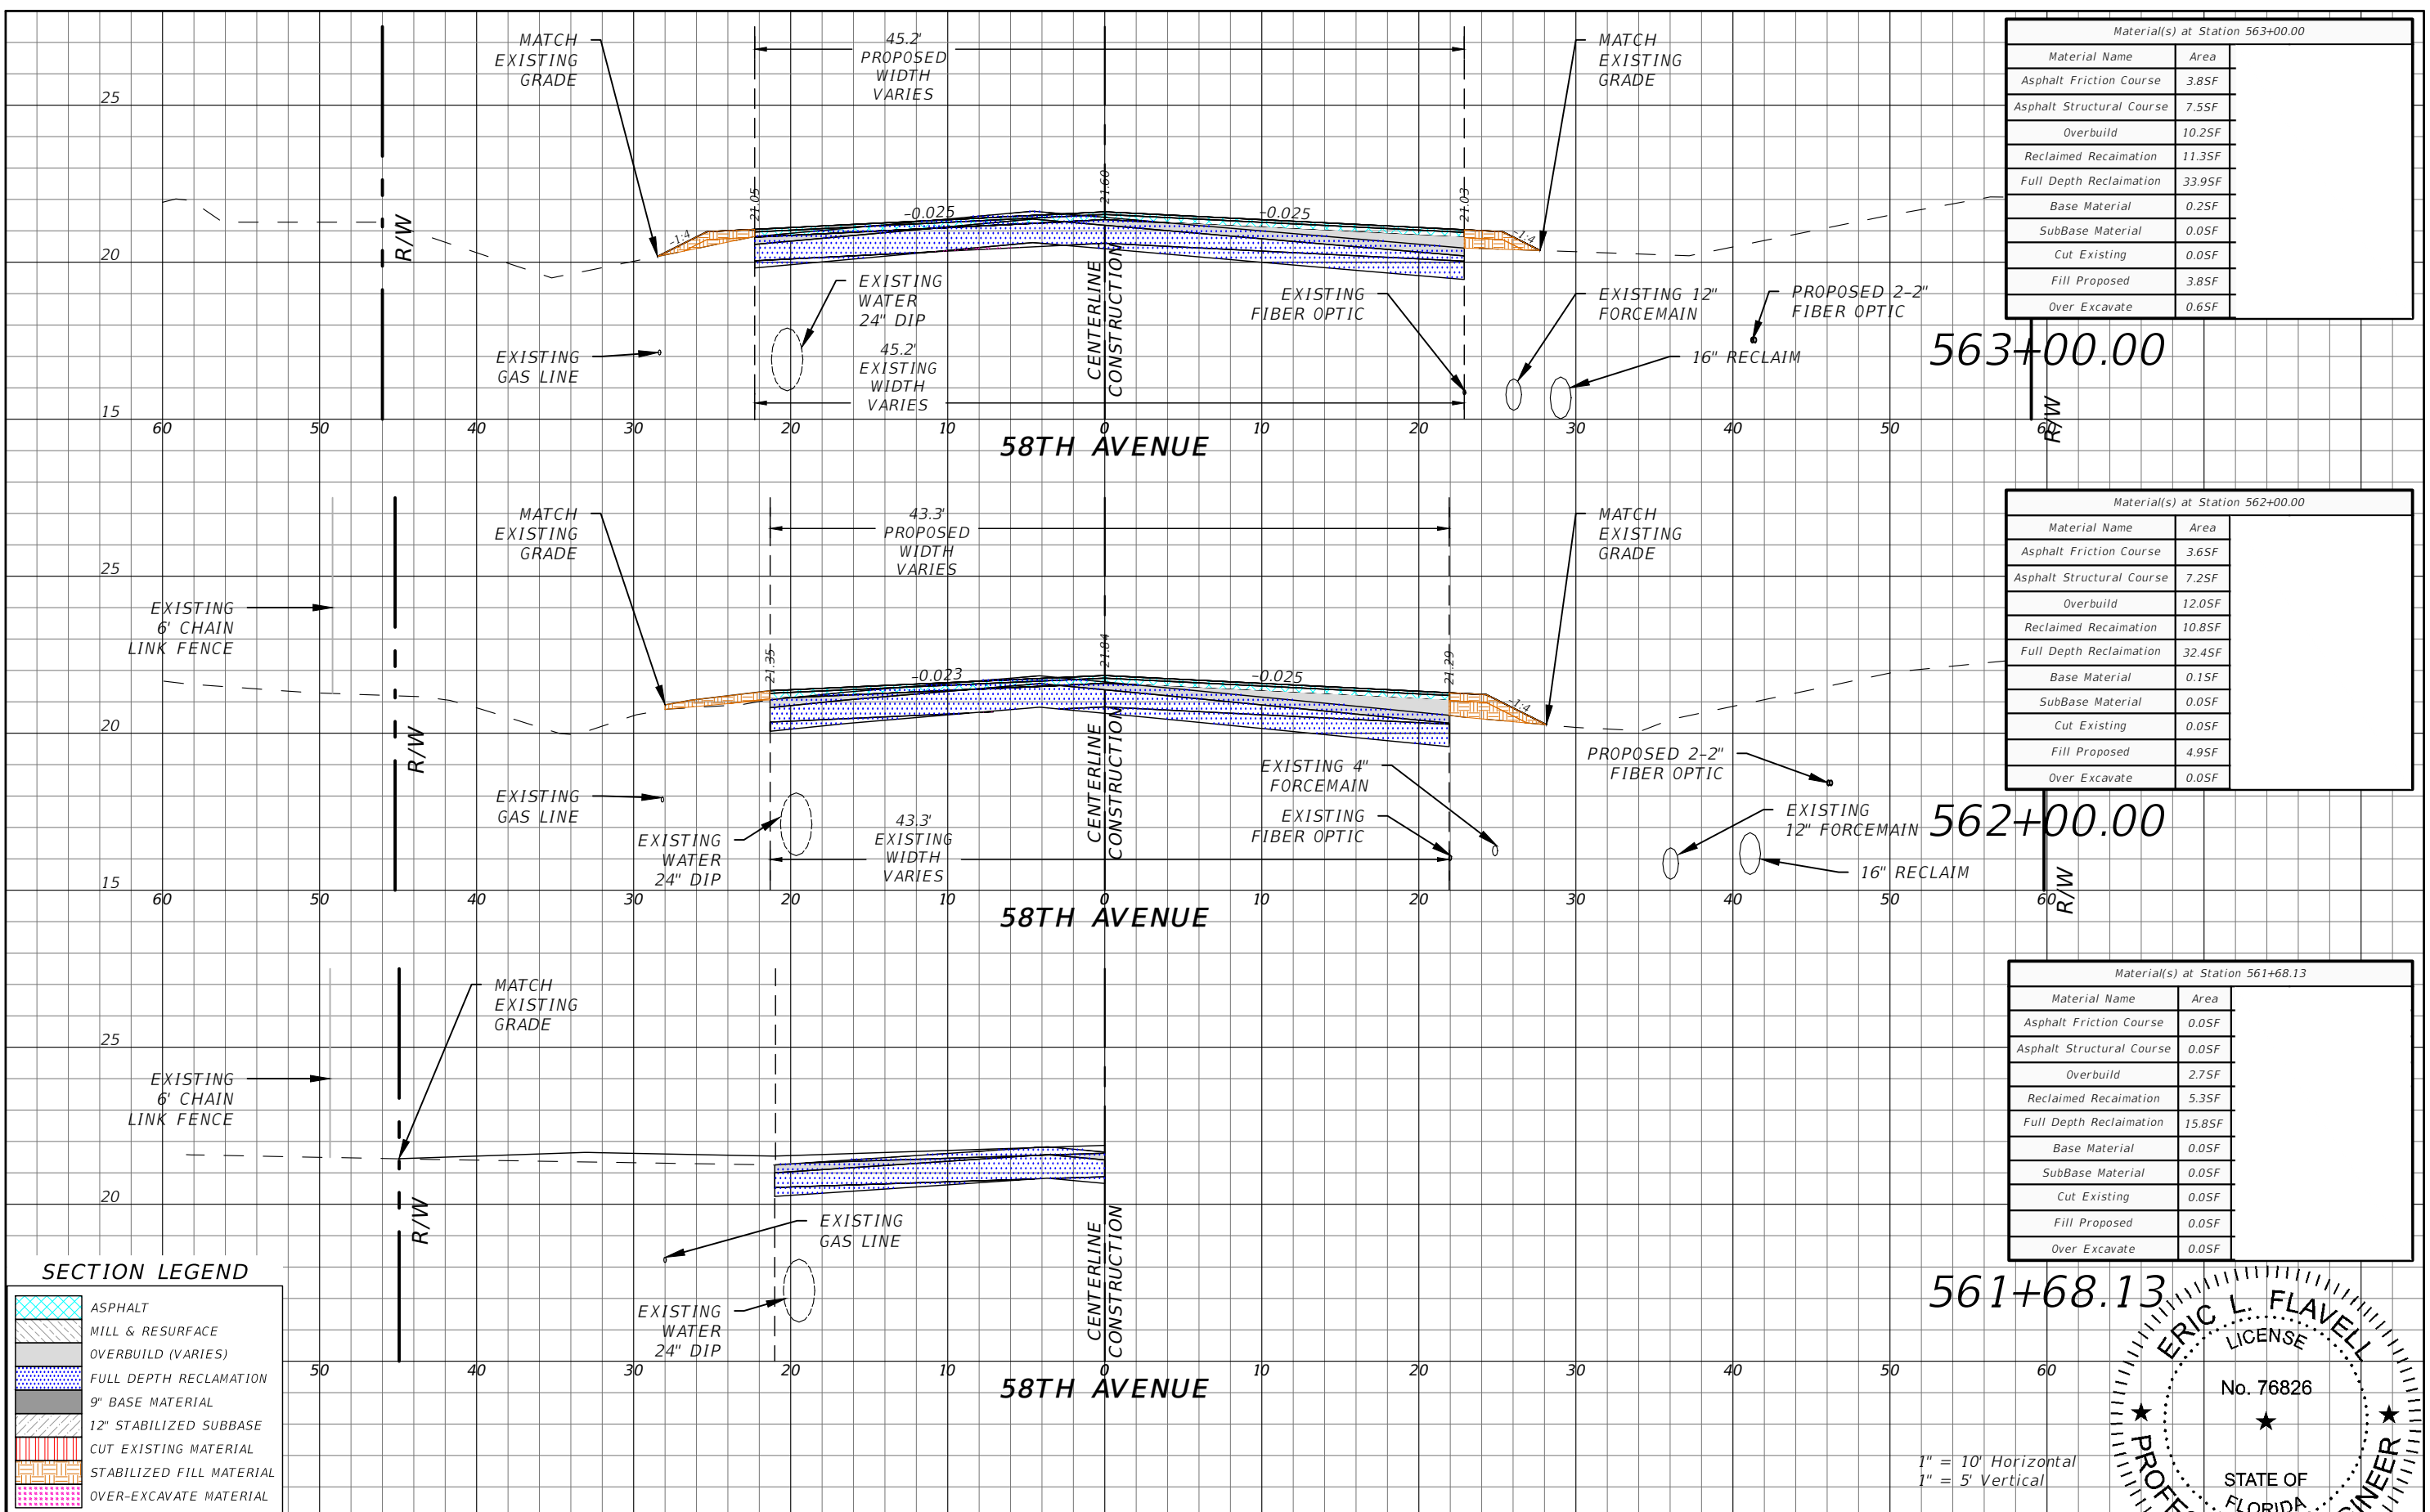 MATCH
EXISTING
GRADE
45.2'
PROPOSED
WIDTH
VARIES
MATCH
EXISTING
GRADE
25
20
15
R/W
-1:4
21.05
-0.025
21.60
-0.025
21.03
-1:4
EXISTING
WATER
24" DIP
EXISTING
GAS LINE
45.2'
EXISTING
WIDTH
VARIES
CENTERLINE
CONSTRUCTION
EXISTING
FIBER OPTIC
EXISTING 12"
FORCEMAIN
PROPOSED 2-2"
FIBER OPTIC
16" RECLAIM
R/W
60 50 40 30 20 10 0 10 20 30 40 50 60
58TH AVENUE
563+00.00
Material(s) at Station 563+00.00
Material Name Area
Asphalt Friction Course 3.8SF
Asphalt Structural Course 7.5SF
Overbuild 10.2SF
Reclaimed Recaimation 11.3SF
Full Depth Reclaimation 33.9SF
Base Material 0.2SF
SubBase Material 0.0SF
Cut Existing 0.0SF
Fill Proposed 3.8SF
Over Excavate 0.6SF
MATCH
EXISTING
GRADE
43.3'
PROPOSED
WIDTH
VARIES
MATCH
EXISTING
GRADE
25
20
15
EXISTING
6' CHAIN
LINK FENCE
R/W
21.35
-0.023
21.84
-0.025
21.29
-1:4
EXISTING
GAS LINE
EXISTING
WATER
24" DIP
43.3'
EXISTING
WIDTH
VARIES
CENTERLINE
CONSTRUCTION
EXISTING 4"
FORCEMAIN
EXISTING
FIBER OPTIC
PROPOSED 2-2"
FIBER OPTIC
EXISTING
12" FORCEMAIN
16" RECLAIM
R/W
60 50 40 30 20 10 0 10 20 30 40 50 60
58TH AVENUE
562+00.00
Material(s) at Station 562+00.00
Material Name Area
Asphalt Friction Course 3.6SF
Asphalt Structural Course 7.2SF
Overbuild 12.0SF
Reclaimed Recaimation 10.8SF
Full Depth Reclaimation 32.4SF
Base Material 0.1SF
SubBase Material 0.0SF
Cut Existing 0.0SF
Fill Proposed 4.9SF
Over Excavate 0.0SF
MATCH
EXISTING
GRADE
25
20
EXISTING
6' CHAIN
LINK FENCE
R/W
EXISTING
GAS LINE
EXISTING
WATER
24" DIP
CENTERLINE
CONSTRUCTION
50 40 30 20 10 0 10 20 30 40 50 60
58TH AVENUE
561+68.13
Material(s) at Station 561+68.13
Material Name Area
Asphalt Friction Course 0.0SF
Asphalt Structural Course 0.0SF
Overbuild 2.7SF
Reclaimed Recaimation 5.3SF
Full Depth Reclaimation 15.8SF
Base Material 0.0SF
SubBase Material 0.0SF
Cut Existing 0.0SF
Fill Proposed 0.0SF
Over Excavate 0.0SF
SECTION LEGEND
ASPHALT
MILL & RESURFACE
OVERBUILD (VARIES)
FULL DEPTH RECLAMATION
9" BASE MATERIAL
12" STABILIZED SUBBASE
CUT EXISTING MATERIAL
STABILIZED FILL MATERIAL
OVER-EXCAVATE MATERIAL
1" = 10' Horizontal
1" = 5' Vertical
ERIC L. FLAVELL
LICENSE
No. 76826
STATE OF
FLORIDA